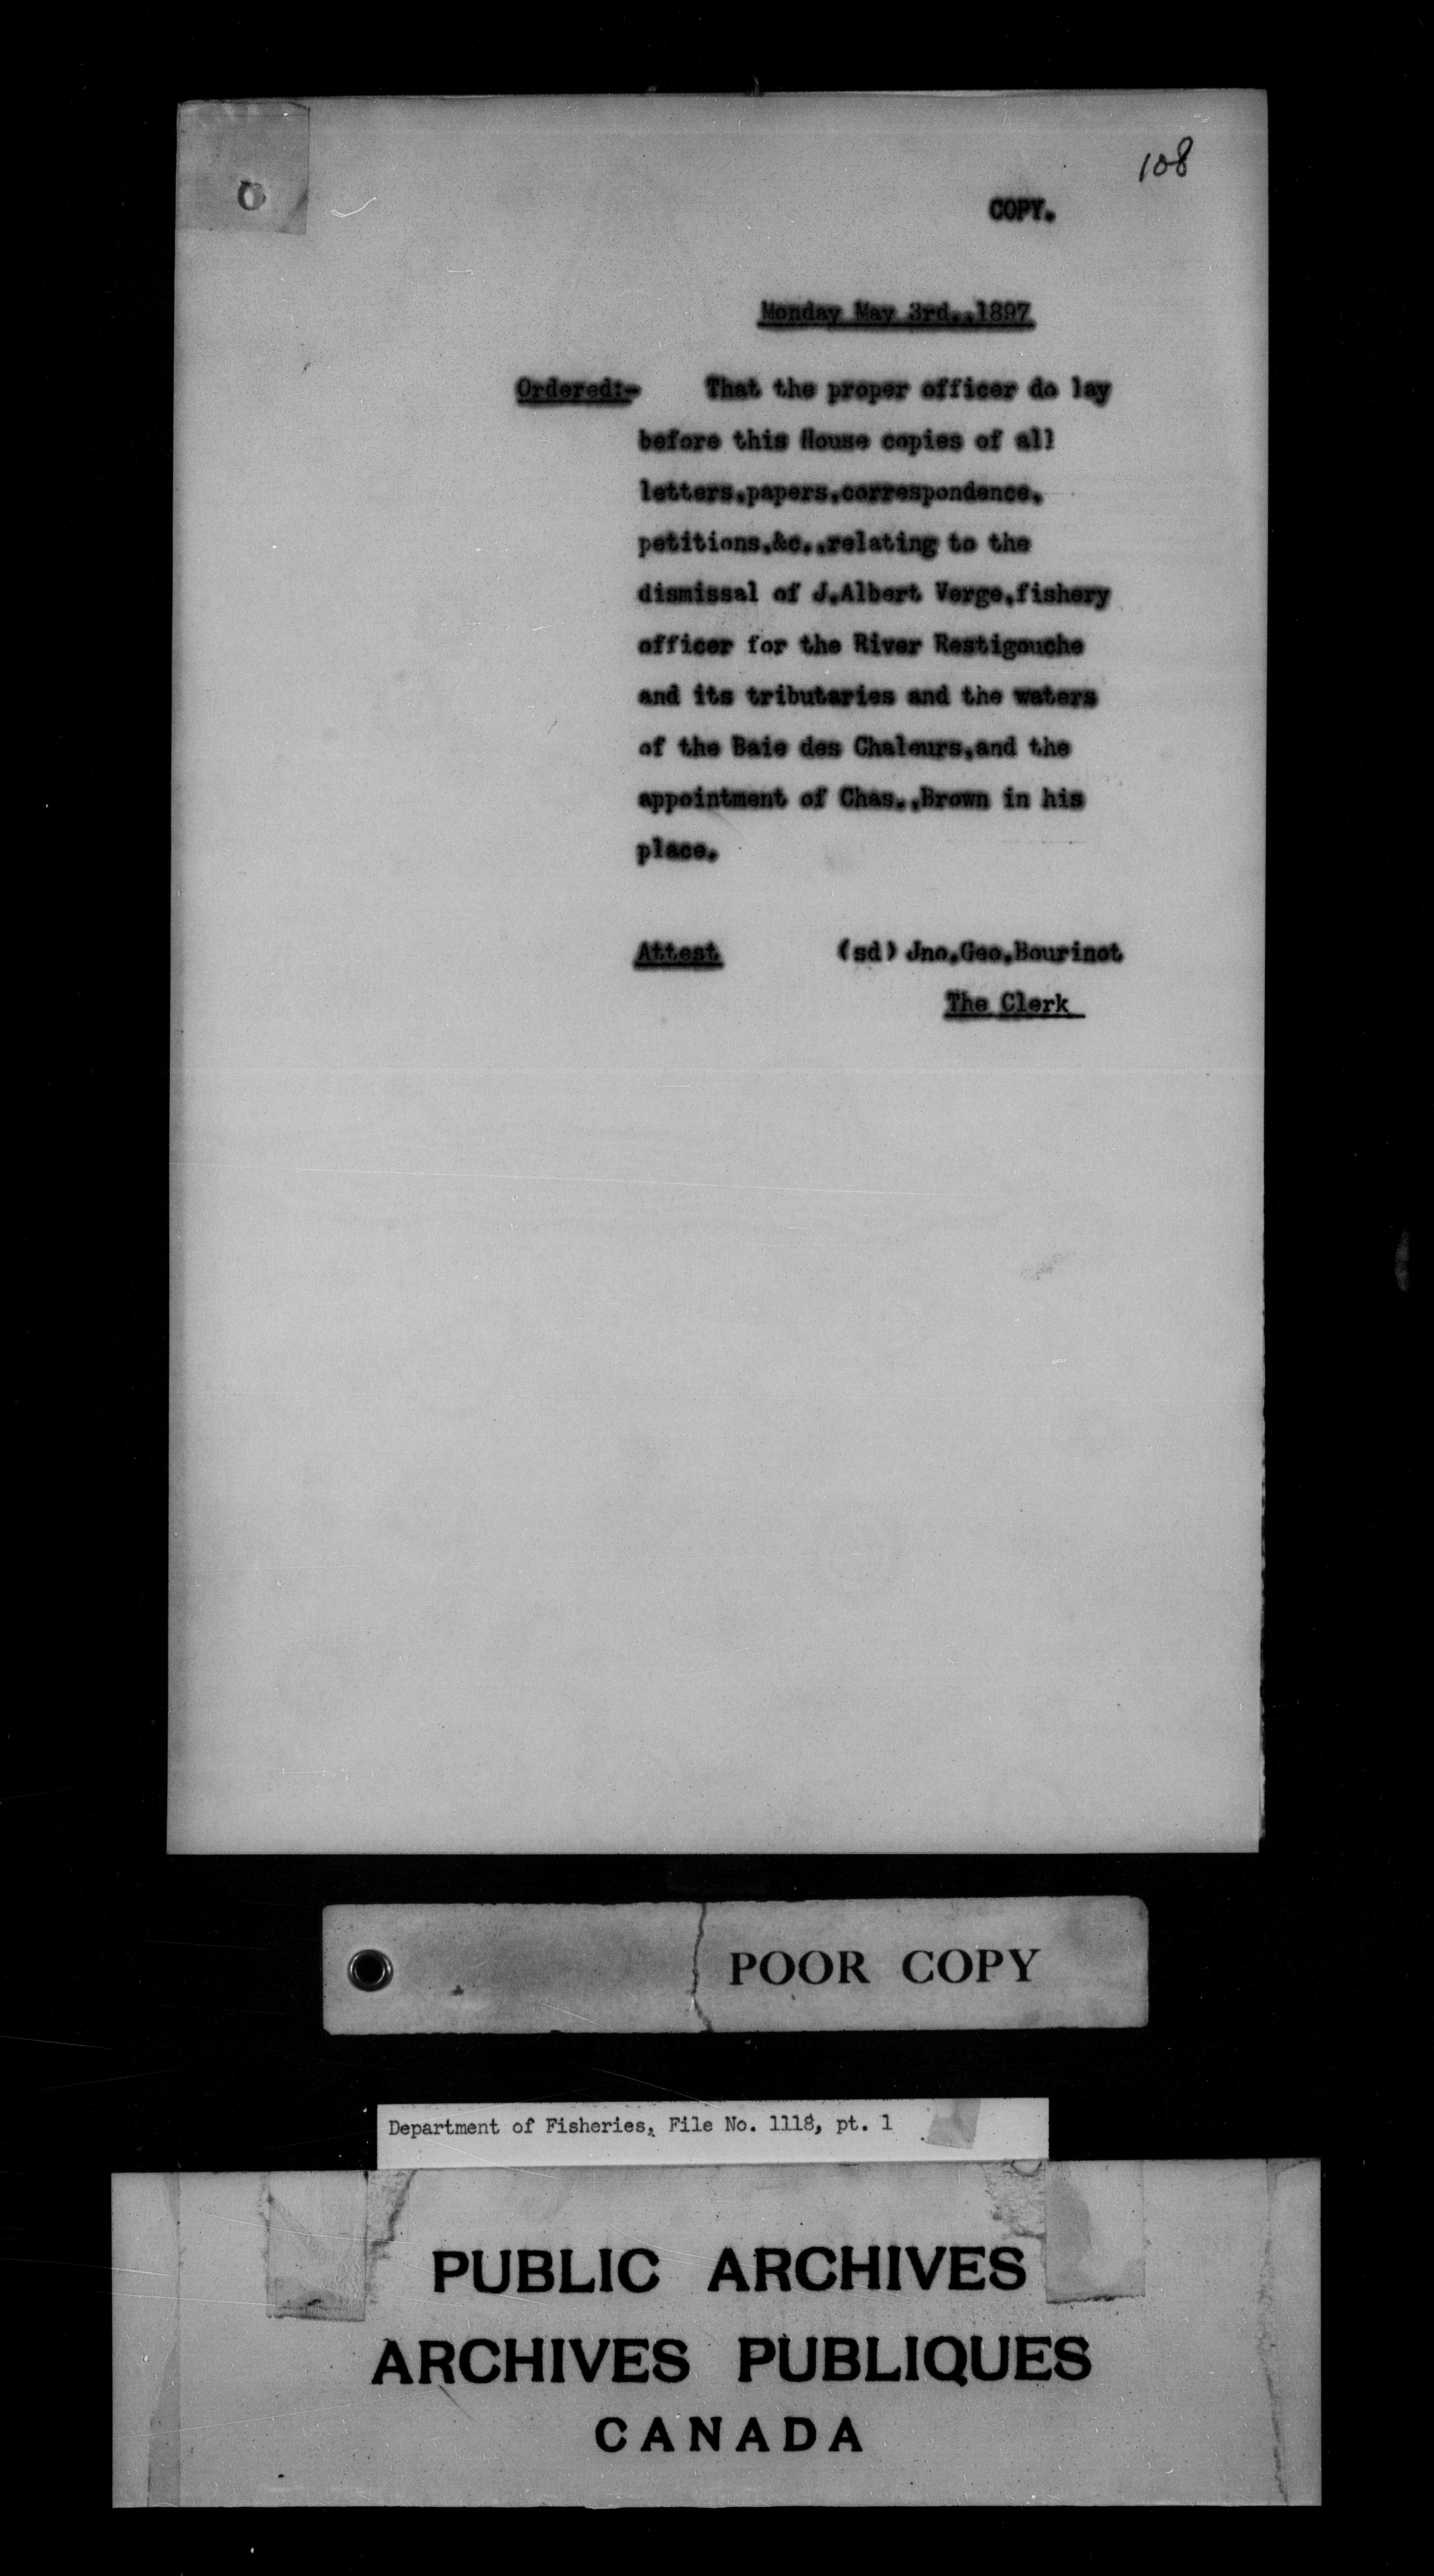 108
COPY.
Monday May 3rd.,1897
Ordered:- That the proper officer do lay
before this House copies of all
letters,papers,correspondence,
petitions,&c.,relating to the
dismissal of J.Albert Verge,fishery
officer for the River Restigouche
and its tributaries and the waters
of the Baie des Chaleurs,and the
appointment of Chas.,Brown in his
place.
Attest (sd) Jno.Geo.Bourinot
The Clerk
POOR COPY
Department of Fisheries, File No. 1118, pt. 1
PUBLIC ARCHIVES
ARCHIVES PUBLIQUES
CANADA